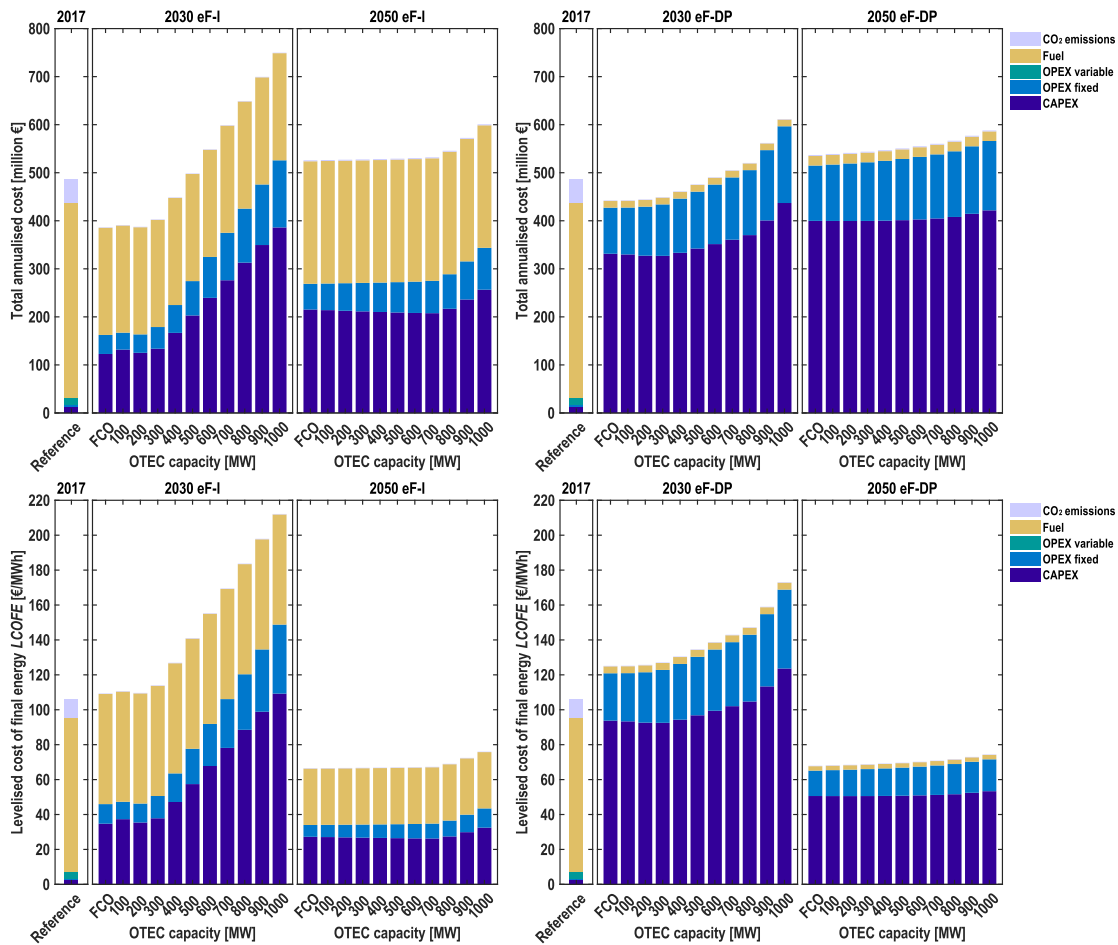 2017 2030 eF-I 2050 eF-I
Total annualised cost [million €]
800
700
600
500
400
300
200
100
0
Reference FCO 100 200 300 400 500 600 700 800 900 1000 FCO 100 200 300 400 500 600 700 800 900 1000
OTEC capacity [MW] OTEC capacity [MW]
2017 2030 eF-DP 2050 eF-DP
Total annualised cost [million €]
800
700
600
500
400
300
200
100
0
Reference FCO 100 200 300 400 500 600 700 800 900 1000 FCO 100 200 300 400 500 600 700 800 900 1000
OTEC capacity [MW] OTEC capacity [MW]
CO₂ emissions
Fuel
OPEX variable
OPEX fixed
CAPEX
2017 2030 eF-I 2050 eF-I
Levelised cost of final energy LCOFE [€/MWh]
220
200
180
160
140
120
100
80
60
40
20
0
Reference FCO 100 200 300 400 500 600 700 800 900 1000 FCO 100 200 300 400 500 600 700 800 900 1000
OTEC capacity [MW] OTEC capacity [MW]
2017 2030 eF-DP 2050 eF-DP
Levelised cost of final energy LCOFE [€/MWh]
220
200
180
160
140
120
100
80
60
40
20
0
Reference FCO 100 200 300 400 500 600 700 800 900 1000 FCO 100 200 300 400 500 600 700 800 900 1000
OTEC capacity [MW] OTEC capacity [MW]
CO₂ emissions
Fuel
OPEX variable
OPEX fixed
CAPEX